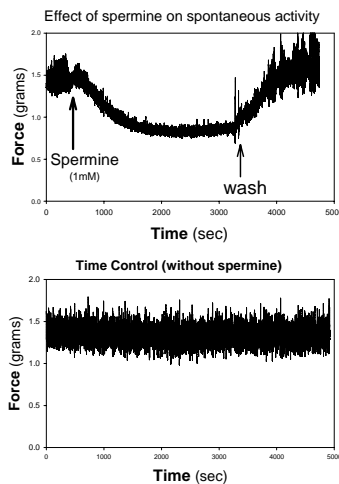 Effect of spermine on spontaneous activity
2.0
1.5
1.0
0.5
0.0
Force (grams)
Spermine
(1mM)
wash
0 1000 2000 3000 4000 5000
Time (sec)
Time Control (without spermine)
2.0
1.5
1.0
0.5
0.0
Force (grams)
0 1000 2000 3000 4000 5000
Time (sec)